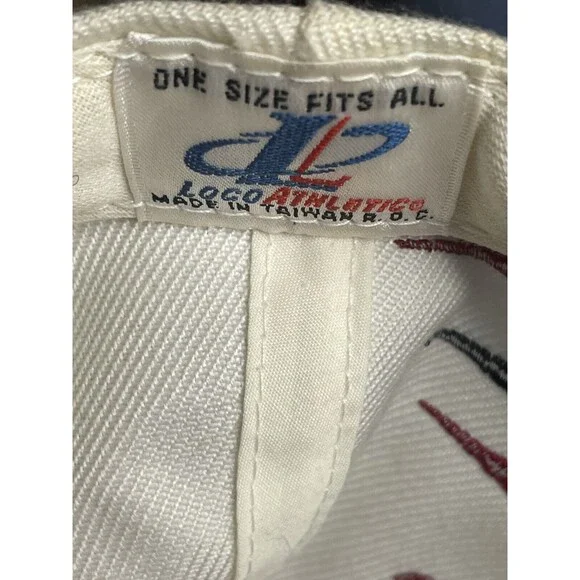 ONE SIZE FITS ALL
LOGO ATHLETIC
MADE IN TAIWAN R.O.C.